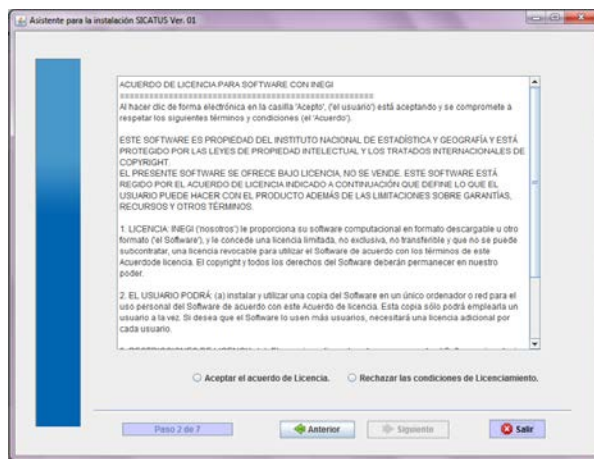 Asistente para la instalación SICATUS Ver. 01
ACUERDO DE LICENCIA PARA SOFTWARE CON INEGI
==========================================================
Al hacer clic de forma electrónica en la casilla 'Acepto', ('el usuario') está aceptando y se compromete a
respetar los siguientes términos y condiciones (el 'Acuerdo').
ESTE SOFTWARE ES PROPIEDAD DEL INSTITUTO NACIONAL DE ESTADÍSTICA Y GEOGRAFÍA Y ESTÁ
PROTEGIDO POR LAS LEYES DE PROPIEDAD INTELECTUAL Y LOS TRATADOS INTERNACIONALES DE
COPYRIGHT.
EL PRESENTE SOFTWARE SE OFRECE BAJO LICENCIA, NO SE VENDE. ESTE SOFTWARE ESTÁ
REGIDO POR EL ACUERDO DE LICENCIA INDICADO A CONTINUACIÓN QUE DEFINE LO QUE EL
USUARIO PUEDE HACER CON EL PRODUCTO ADEMÁS DE LAS LIMITACIONES SOBRE GARANTÍAS,
RECURSOS Y OTROS TÉRMINOS.
1. LICENCIA: INEGI ('nosotros') le proporciona su software computacional en formato descargable u otro
formato ('el Software'), y le concede una licencia limitada, no exclusiva, no transferible y que no se puede
subcontratar, una licencia revocable para utilizar el Software de acuerdo con los términos de este
Acuerdode licencia. El copyright y todos los derechos del Software deberán permanecer en nuestro
poder.
2. EL USUARIO PODRÁ: (a) instalar y utilizar una copia del Software en un único ordenador o red para el
uso personal del Software de acuerdo con este Acuerdo de licencia. Esta copia sólo podrá emplearla un
usuario a la vez. Si desea que el Software lo usen más usuarios, necesitará una licencia adicional por
cada usuario.
Aceptar el acuerdo de Licencia. Rechazar las condiciones de Licenciamiento.
Paso 2 de 7 Anterior Siguiente Salir